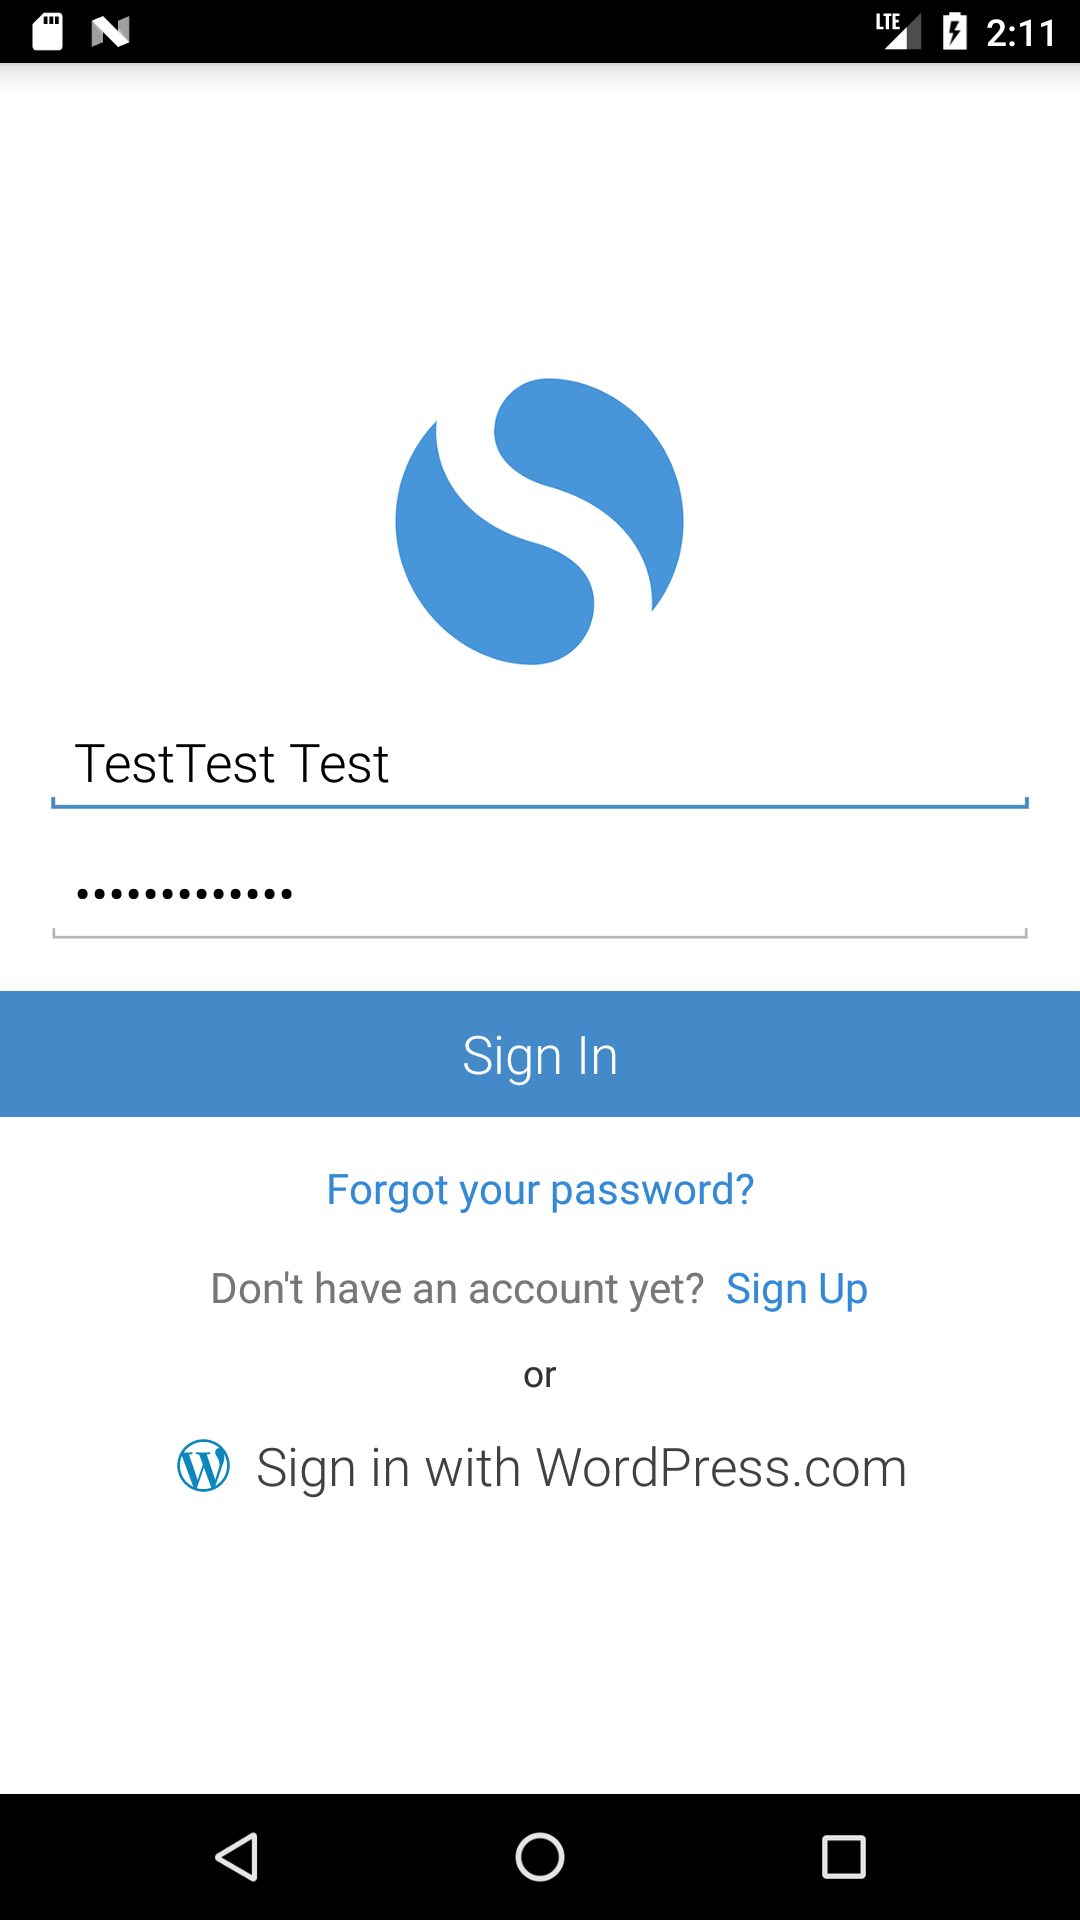 LTE 2:11
TestTest Test
•••••••••••••
Sign In
Forgot your password?
Don't have an account yet? Sign Up
or
Sign in with WordPress.com